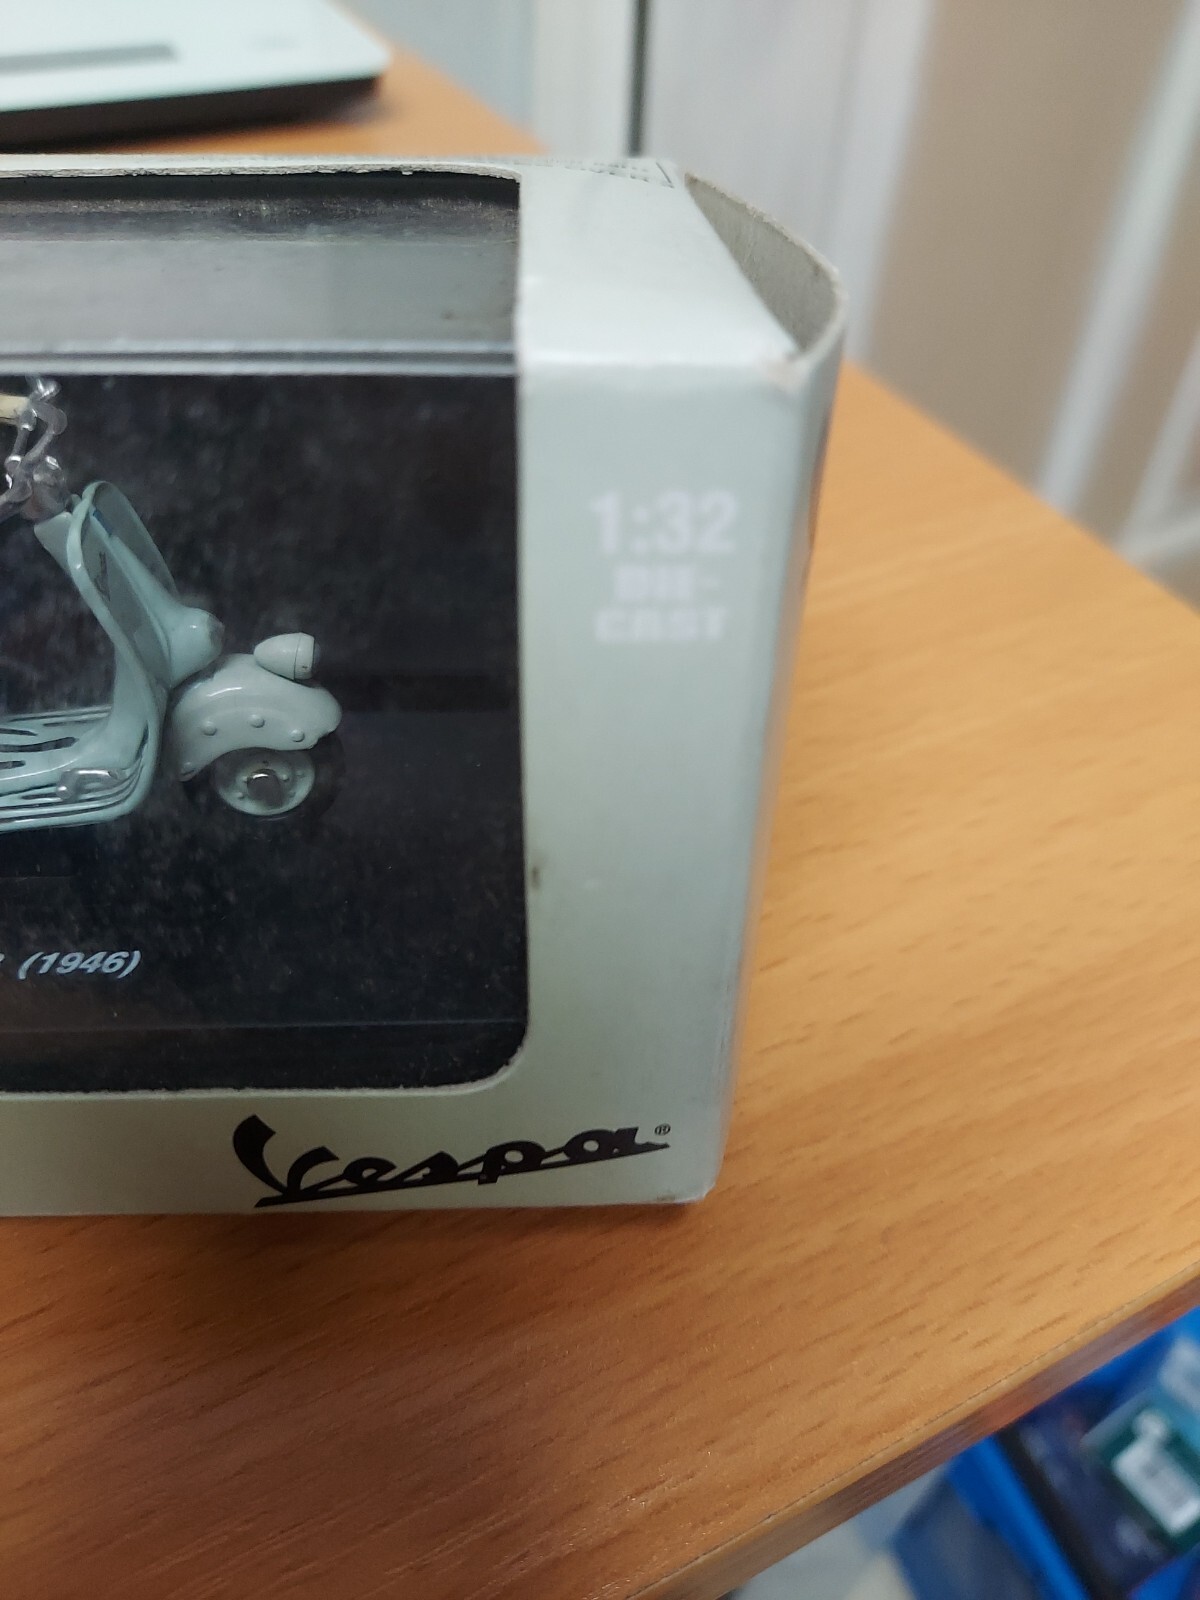 1:32
DIE-
CAST
(1946)
Vespa®